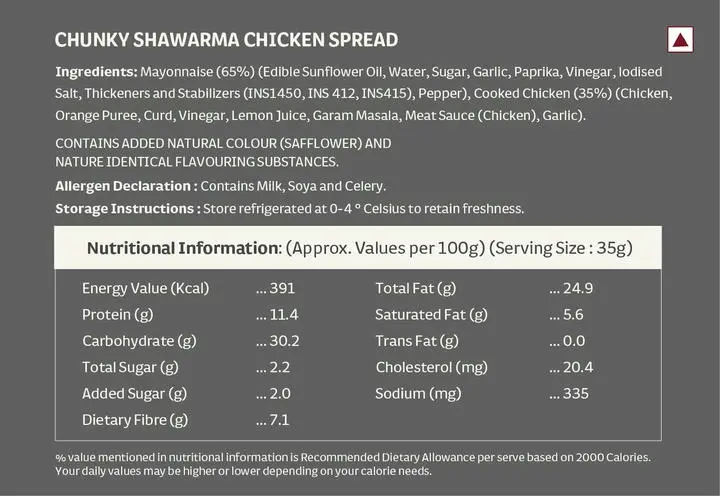 CHUNKY SHAWARMA CHICKEN SPREAD
Ingredients: Mayonnaise (65%) (Edible Sunflower Oil, Water, Sugar, Garlic, Paprika, Vinegar, Iodised
Salt, Thickeners and Stabilizers (INS1450, INS 412, INS415), Pepper), Cooked Chicken (35%) (Chicken,
Orange Puree, Curd, Vinegar, Lemon Juice, Garam Masala, Meat Sauce (Chicken), Garlic).
CONTAINS ADDED NATURAL COLOUR (SAFFLOWER) AND
NATURE IDENTICAL FLAVOURING SUBSTANCES.
Allergen Declaration : Contains Milk, Soya and Celery.
Storage Instructions : Store refrigerated at 0-4 ° Celsius to retain freshness.
Nutritional Information: (Approx. Values per 100g) (Serving Size : 35g)
Energy Value (Kcal) ... 391 Total Fat (g) ... 24.9
Protein (g) ... 11.4 Saturated Fat (g) ... 5.6
Carbohydrate (g) ... 30.2 Trans Fat (g) ... 0.0
Total Sugar (g) ... 2.2 Cholesterol (mg) ... 20.4
Added Sugar (g) ... 2.0 Sodium (mg) ... 335
Dietary Fibre (g) ... 7.1
% value mentioned in nutritional information is Recommended Dietary Allowance per serve based on 2000 Calories.
Your daily values may be higher or lower depending on your calorie needs.